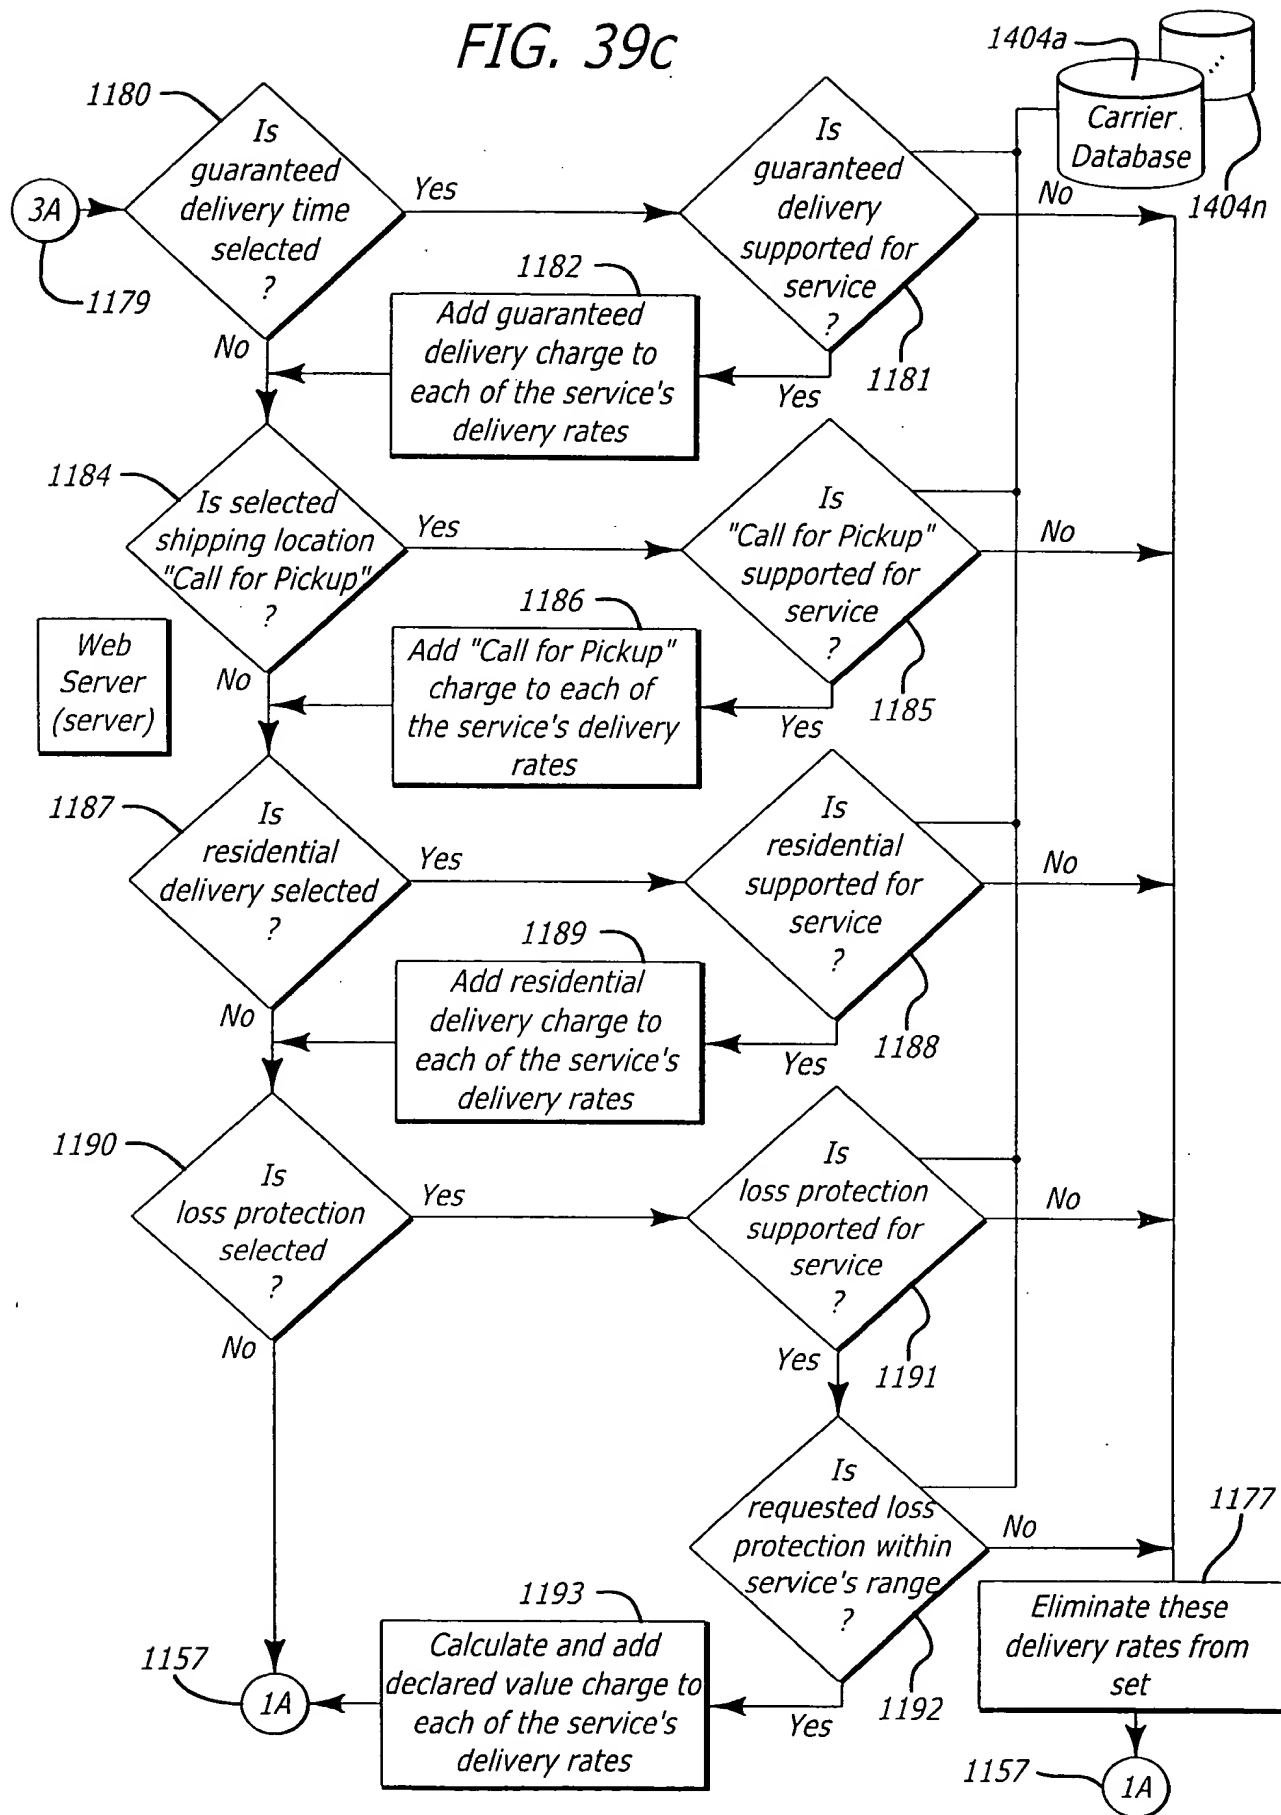 FIG. 39c
1404a
Carrier
Database
1404n
1180
Is
guaranteed
delivery time
selected
?
Yes
No
3A
1179
Is
guaranteed
delivery
supported for
service
?
No
Yes
1181
1182
Add guaranteed
delivery charge to
each of the service's
delivery rates
1184
Is selected
shipping location
"Call for Pickup"
?
Yes
No
Is
"Call for Pickup"
supported for
service
?
No
Yes
1185
1186
Add "Call for Pickup"
charge to each of
the service's delivery
rates
Web
Server
(server)
1187
Is
residential
delivery selected
?
Yes
No
Is
residential
supported for
service
?
No
Yes
1188
1189
Add residential
delivery charge to
each of the service's
delivery rates
1190
Is
loss protection
selected
?
Yes
No
Is
loss protection
supported for
service
?
No
Yes
1191
Is
requested loss
protection within
service's range
?
No
Yes
1192
1193
Calculate and add
declared value charge to
each of the service's
delivery rates
1157
1A
1177
Eliminate these
delivery rates from
set
1157
1A